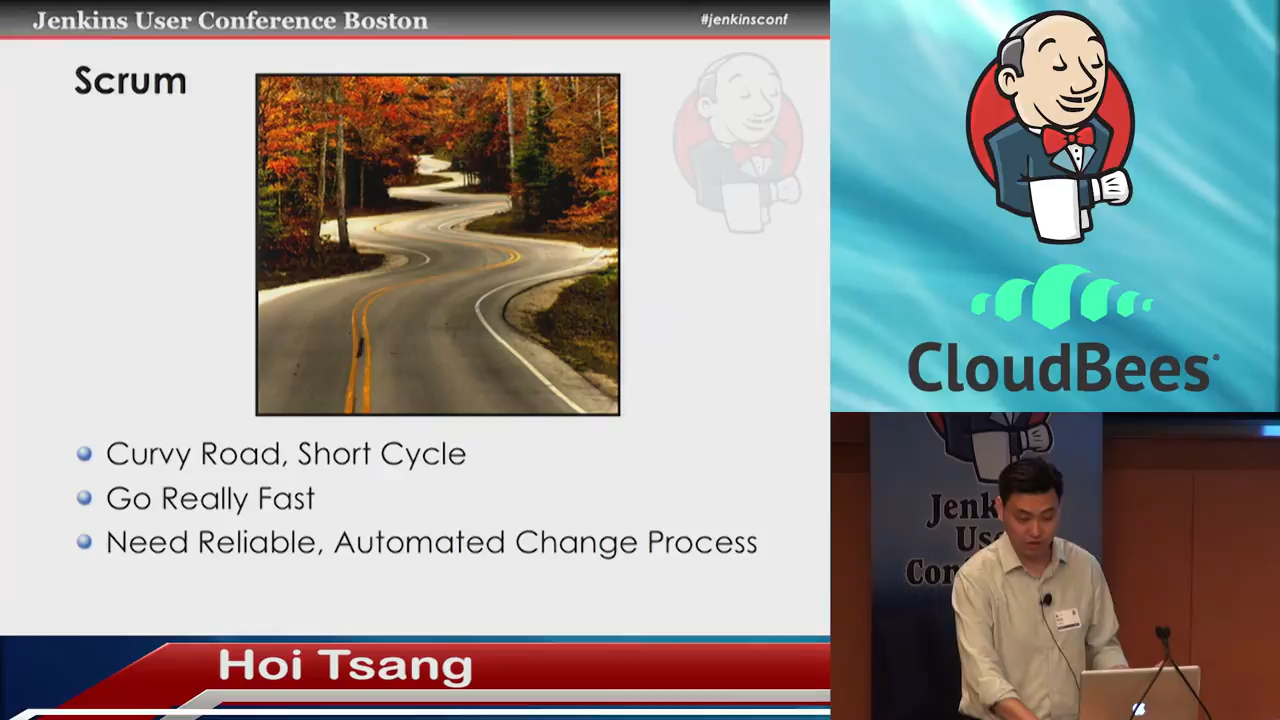 Jenkins User Conference Boston
#jenkinsconf
Scrum
Curvy Road, Short Cycle
Go Really Fast
Need Reliable, Automated Change Process
Hoi Tsang
CloudBees